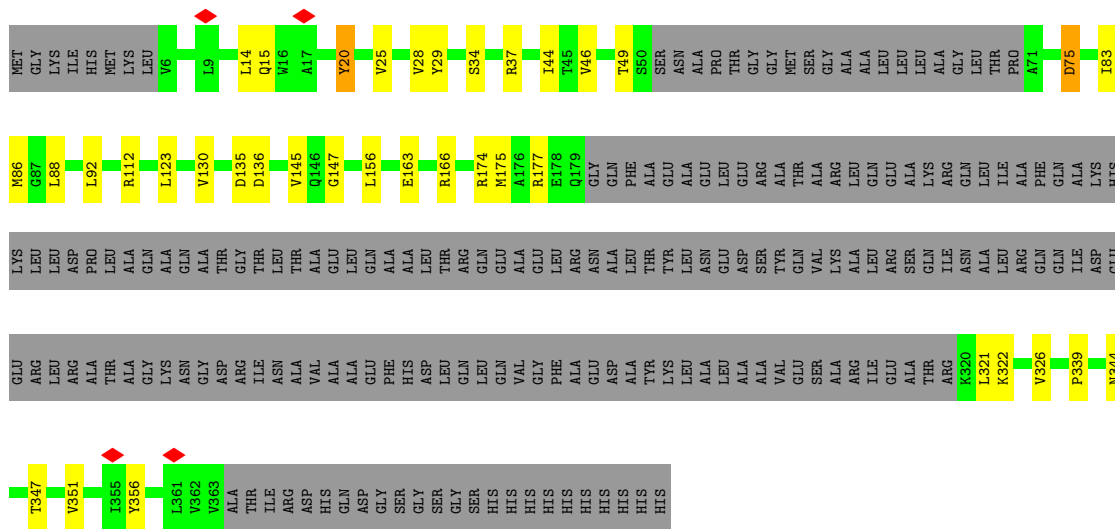 MET GLY LYS ILE HIS MET LYS LEU V6 L9 L14 Q15 W16 A17 Y20 V25 V28 Y29 S34 R37 I44 T45 V46 T49 S50 SER ASN ALA PRO THR GLY GLY MET SER GLY ALA ALA LEU LEU LEU ALA GLY LEU THR PRO A71 D75 I83
M86 G87 L88 L92 R112 L123 V130 D135 D136 V145 Q146 G147 L156 E163 R166 R174 M175 A176 R177 E178 Q179 GLY GLN PHE ALA GLU ALA GLU LEU GLU ARG ALA THR ALA ARG LEU GLN GLU ALA LYS ARG GLN LEU ILE ALA PHE GLN ALA LYS HIS
LYS LEU LEU ASP PRO LEU ALA GLN ALA GLN ALA THR GLY THR LEU THR ALA GLU LEU GLN ALA ALA LEU THR ARG GLN GLU ALA GLU LEU ARG ASN ALA LEU THR TYR LEU ASN GLU ASP SER TYR GLN VAL LYS ALA LEU ARG SER GLN ILE ASN ALA LEU ARG GLN GLN ILE ASP GLU
GLU ARG LEU ARG ALA THR ALA GLY LYS ASN GLY ASP ARG ILE ASN ALA VAL ALA ALA GLU PHE HIS ASP LEU GLN LEU GLN VAL GLY PHE ALA GLU ASP ALA TYR LYS LEU ALA LEU ALA ALA VAL GLU SER ALA ARG ILE GLU ALA THR ARG K320 L321 K322 V326 P339 N344
T347 V351 I355 Y356 L361 V362 V363 ALA THR ILE ARG ASP HIS GLN ASP GLY SER GLY SER GLY SER HIS HIS HIS HIS HIS HIS HIS HIS